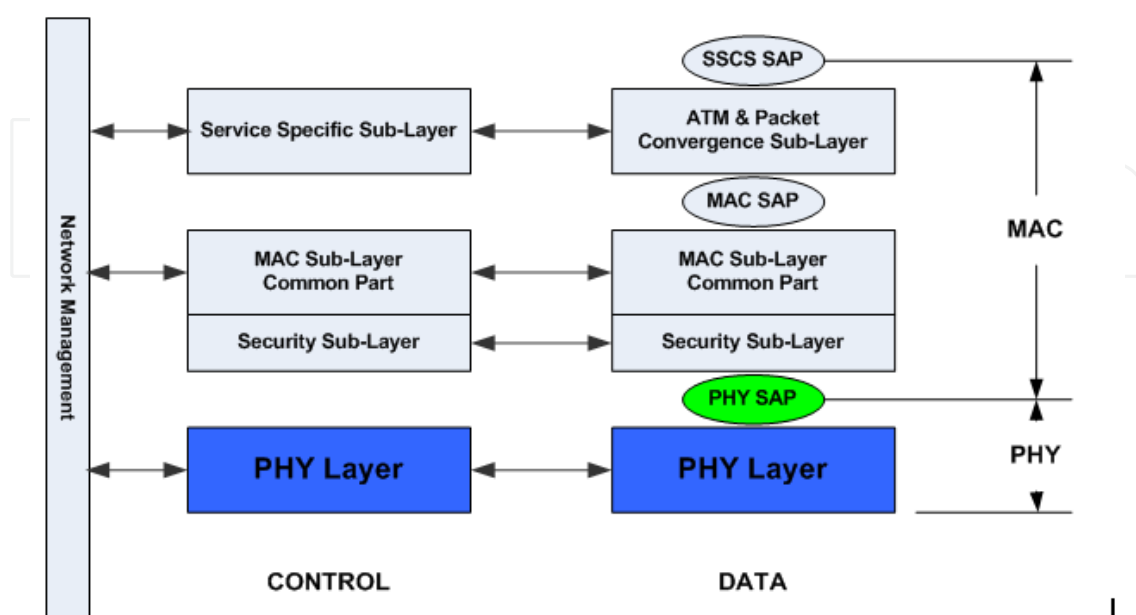 SSCS SAP
Service Specific Sub-Layer
ATM & Packet
Convergence Sub-Layer
MAC SAP
MAC
Network Management
MAC Sub-Layer
Common Part
MAC Sub-Layer
Common Part
Security Sub-Layer
Security Sub-Layer
PHY SAP
PHY Layer
PHY Layer
PHY
CONTROL
DATA